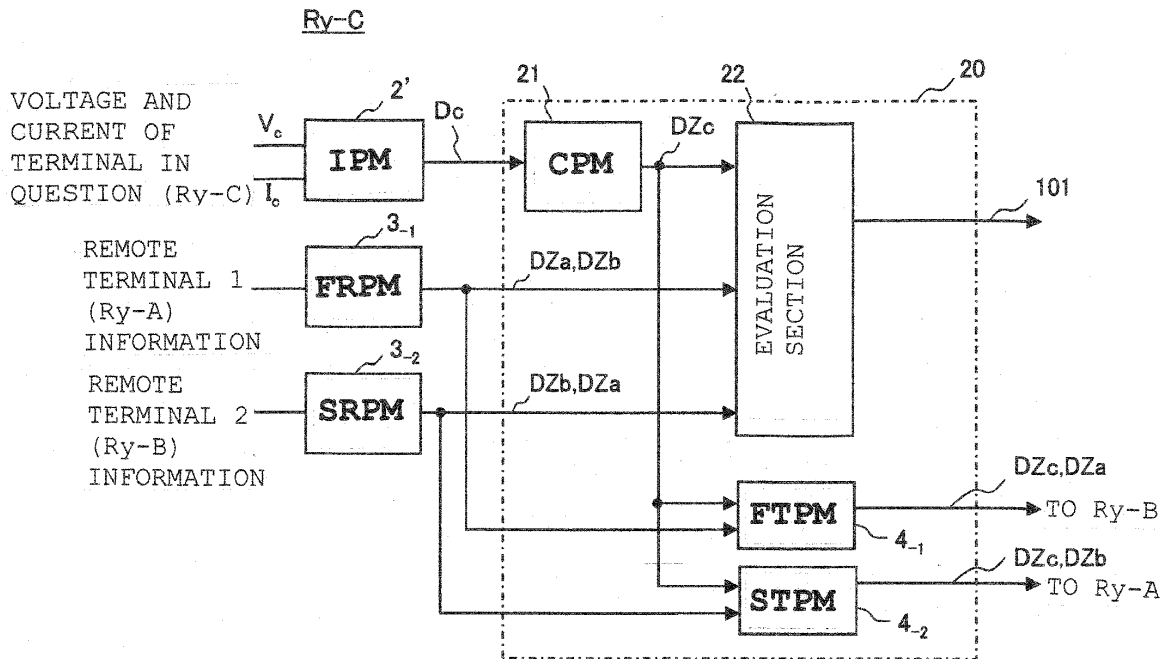 Ry-C
21
22
20
VOLTAGE AND
CURRENT OF
TERMINAL IN
QUESTION (Ry-C)
Vc
Ic
2'
IPM
Dc
CPM
DZc
EVALUATION
SECTION
101
REMOTE
TERMINAL 1
(Ry-A)
INFORMATION
3-1
FRPM
DZa,DZb
REMOTE
TERMINAL 2
(Ry-B)
INFORMATION
3-2
SRPM
DZb,DZa
FTPM
4-1
DZc,DZa
TO Ry-B
STPM
4-2
DZc,DZb
TO Ry-A